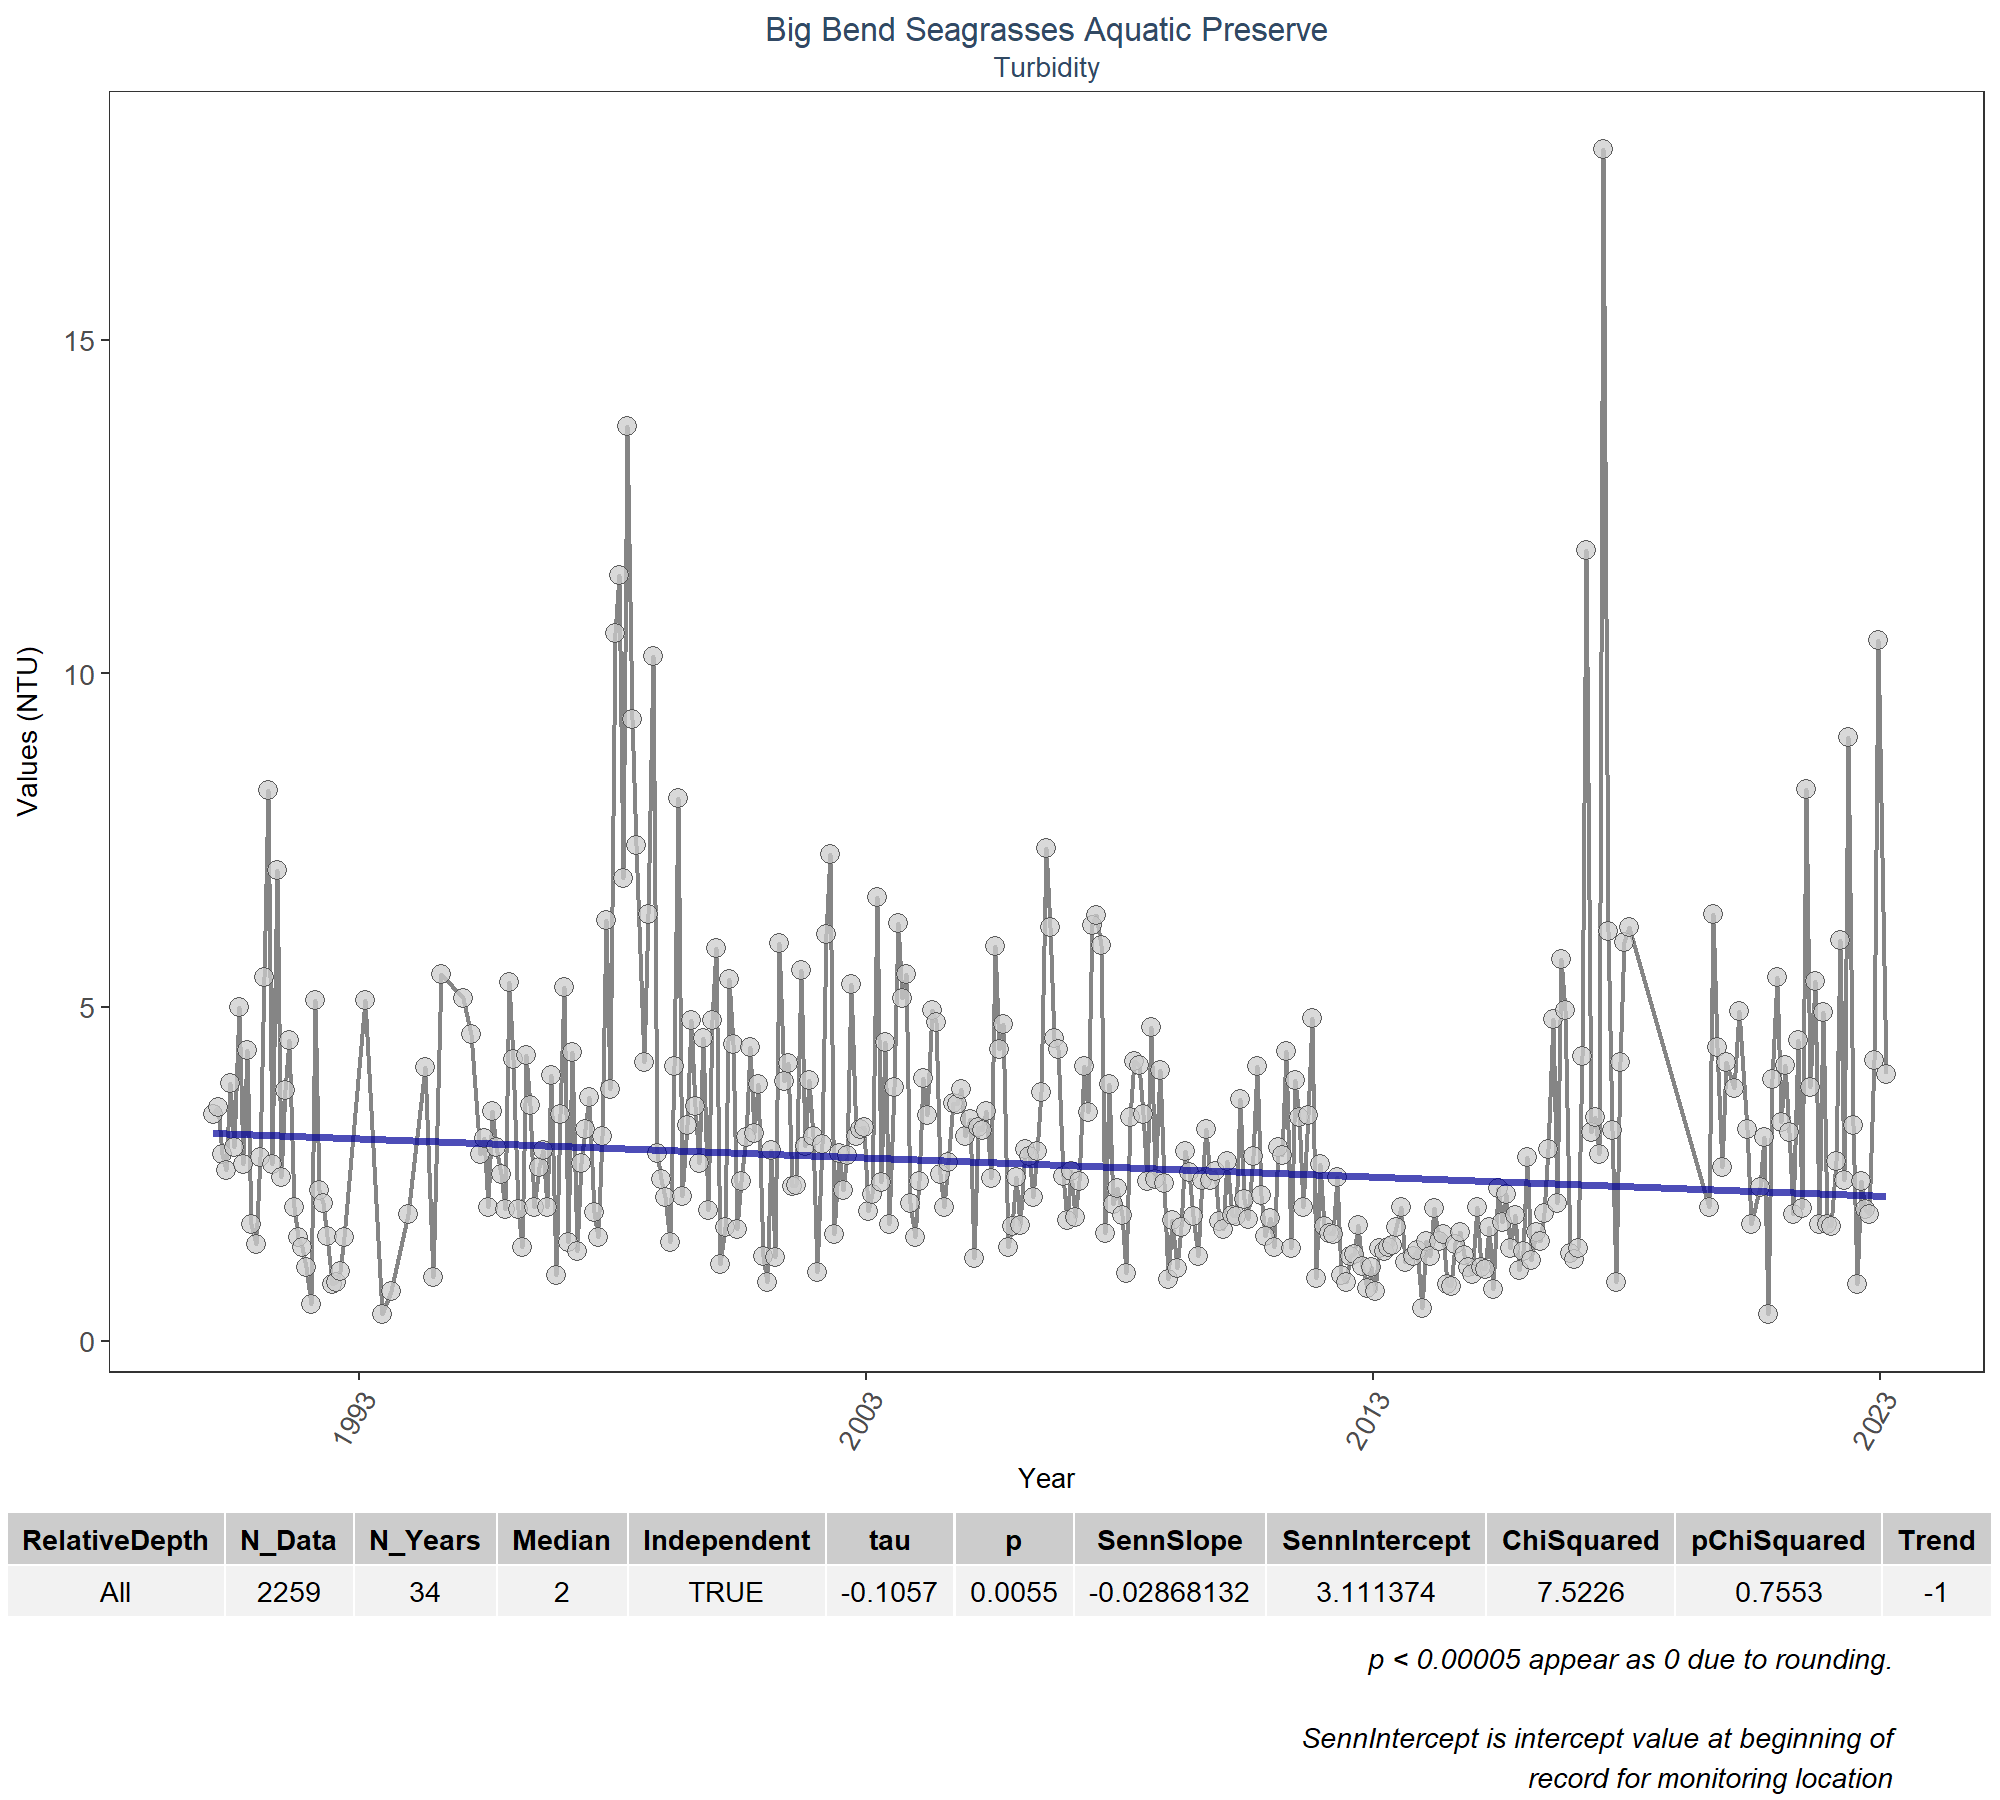 Big Bend Seagrasses Aquatic Preserve
Turbidity
Values (NTU)
15
10
5
0
1993
2003
2013
2023
Year
RelativeDepth N_Data N_Years Median Independent tau p SennSlope SennIntercept ChiSquared pChiSquared Trend
All 2259 34 2 TRUE -0.1057 0.0055 -0.02868132 3.111374 7.5226 0.7553 -1
p < 0.00005 appear as 0 due to rounding.
SennIntercept is intercept value at beginning of
record for monitoring location